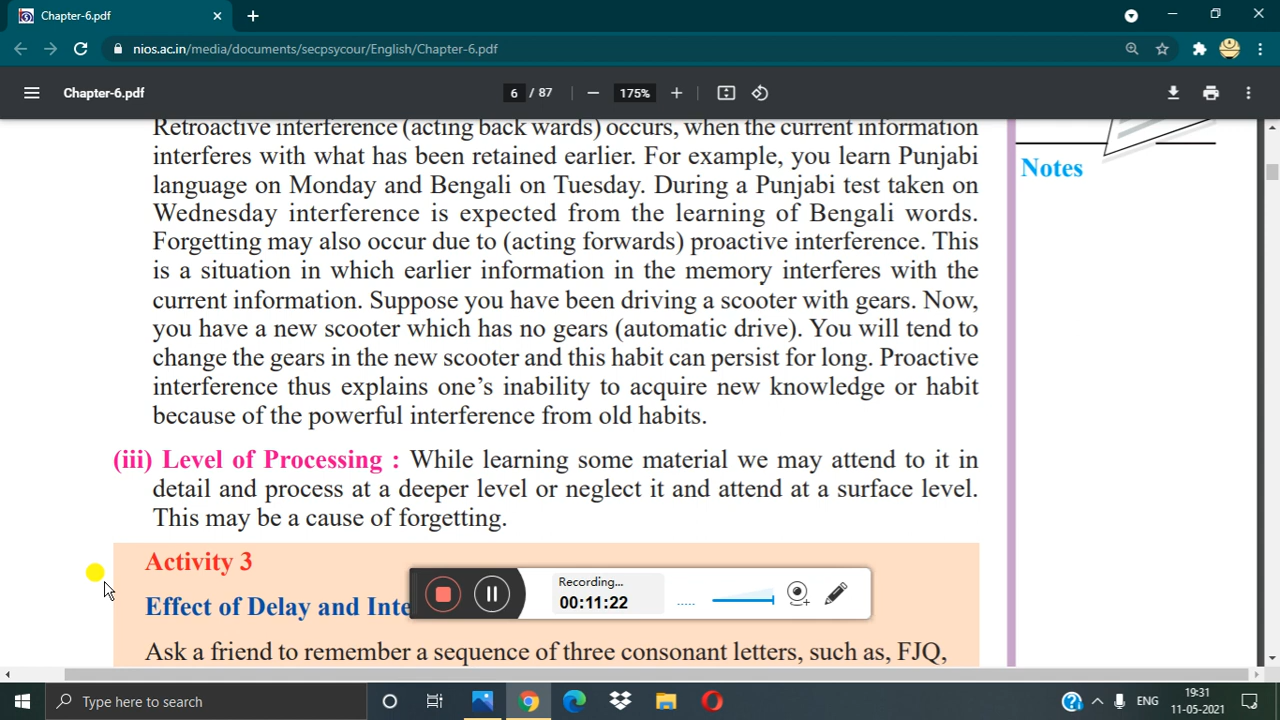 Chapter-6.pdf
nios.ac.in/media/documents/secpsycour/English/Chapter-6.pdf
Chapter-6.pdf
6 / 87
175%
Retroactive interference (acting back wards) occurs, when the current information
interferes with what has been retained earlier. For example, you learn Punjabi
language on Monday and Bengali on Tuesday. During a Punjabi test taken on
Wednesday interference is expected from the learning of Bengali words.
Forgetting may also occur due to (acting forwards) proactive interference. This
is a situation in which earlier information in the memory interferes with the
current information. Suppose you have been driving a scooter with gears. Now,
you have a new scooter which has no gears (automatic drive). You will tend to
change the gears in the new scooter and this habit can persist for long. Proactive
interference thus explains one's inability to acquire new knowledge or habit
because of the powerful interference from old habits.
Notes
(iii) Level of Processing : While learning some material we may attend to it in
detail and process at a deeper level or neglect it and attend at a surface level.
This may be a cause of forgetting.
Activity 3
Effect of Delay and Inte
Recording...
00:11:22
Ask a friend to remember a sequence of three consonant letters, such as, FJQ,
Type here to search
ENG
19:31
11-05-2021